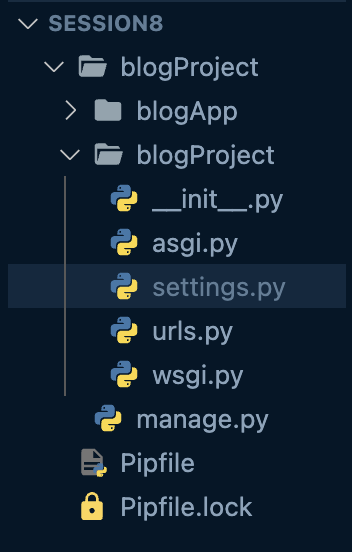 SESSION8
blogProject
blogApp
blogProject
__init__.py
asgi.py
settings.py
urls.py
wsgi.py
manage.py
Pipfile
Pipfile.lock